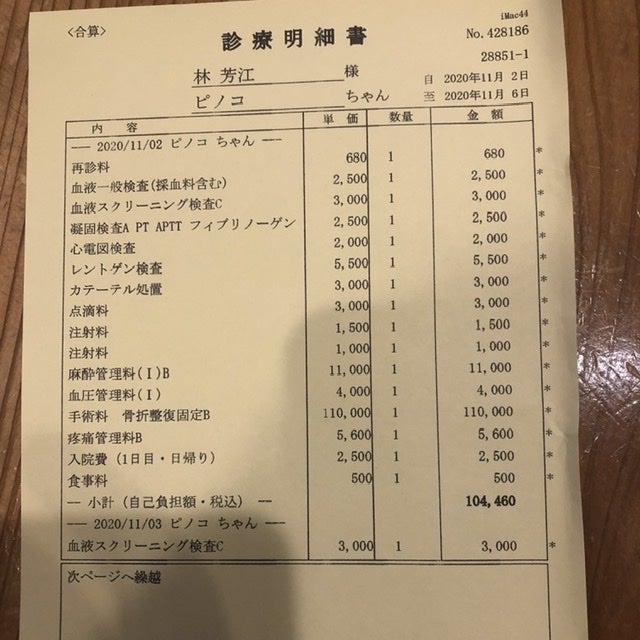 iMac44
<合算>
診療明細書
No.428186
28851-1
林 芳江 様
自 2020年11月 2日
ピノコ ちゃん
至 2020年11月 6日
内 容 単 価 数量 金 額
―― 2020/11/02 ピノコ ちゃん ――
再診料 680 1 680 *
血液一般検査(採血料含む) 2,500 1 2,500 *
血液スクリーニング検査C 3,000 1 3,000 *
凝固検査A PT APTT フィブリノーゲン 2,500 1 2,500 *
心電図検査 2,000 1 2,000 *
レントゲン検査 5,500 1 5,500 *
カテーテル処置 3,000 1 3,000 *
点滴料 3,000 1 3,000 *
注射料 1,500 1 1,500 *
注射料 1,000 1 1,000 *
麻酔管理料(Ⅰ)B 11,000 1 11,000 *
血圧管理料(Ⅰ) 4,000 1 4,000 *
手術料 骨折整復固定B 110,000 1 110,000 *
疼痛管理料B 5,600 1 5,600 *
入院費 (1日目・日帰り) 2,500 1 2,500 *
食事料 500 1 500 *
―― 小計 (自己負担額・税込) ―― 104,460
―― 2020/11/03 ピノコ ちゃん ――
血液スクリーニング検査C 3,000 1 3,000 *
次ページへ繰越